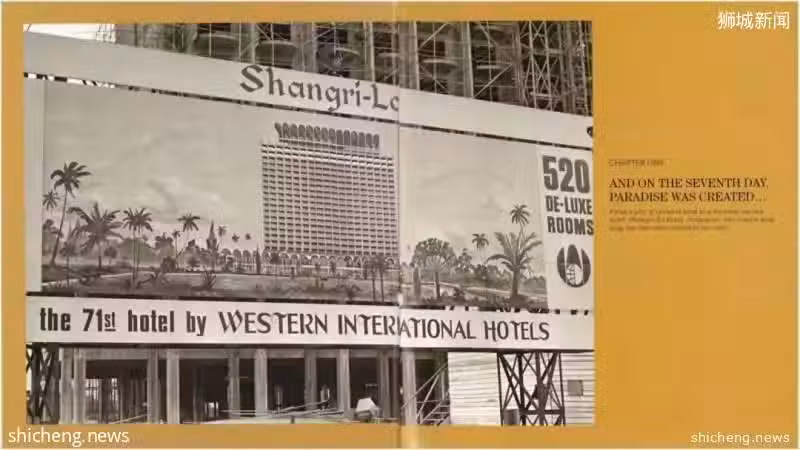 狮城新闻
Shangri-La
520
DE-LUXE
ROOMS
the 71st hotel by WESTERN INTERNATIONAL HOTELS
CHAPTER ONE
AND ON THE SEVENTH DAY,
PARADISE WAS CREATED...
shicheng.news
shicheng.news